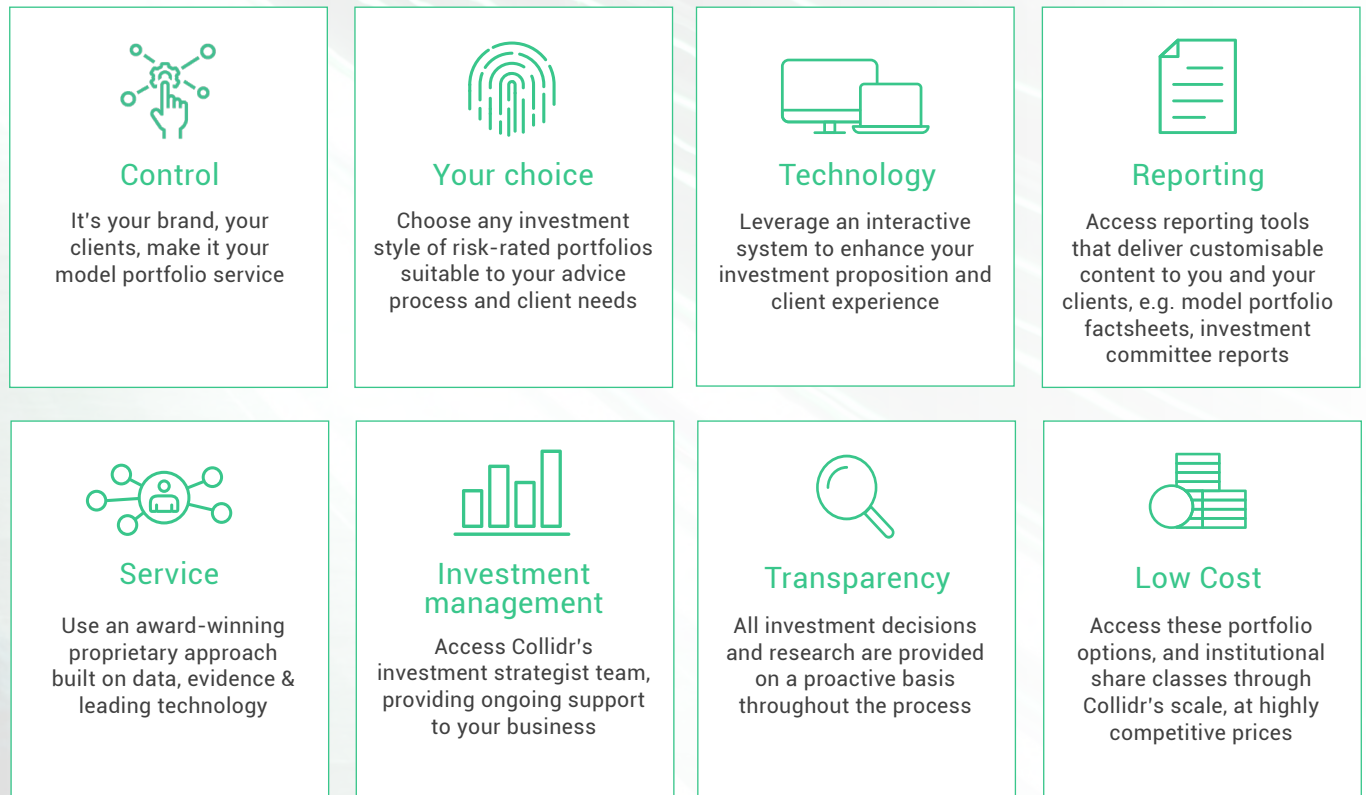 Control
It's your brand, your
clients, make it your
model portfolio service
Your choice
Choose any investment
style of risk-rated portfolios
suitable to your advice
process and client needs
Technology
Leverage an interactive
system to enhance your
investment proposition and
client experience
Reporting
Access reporting tools
that deliver customisable
content to you and your
clients, e.g. model portfolio
factsheets, investment
committee reports
Service
Use an award-winning
proprietary approach
built on data, evidence &
leading technology
Investment
management
Access Collidr's
investment strategist team,
providing ongoing support
to your business
Transparency
All investment decisions
and research are provided
on a proactive basis
throughout the process
Low Cost
Access these portfolio
options, and institutional
share classes through
Collidr's scale, at highly
competitive prices